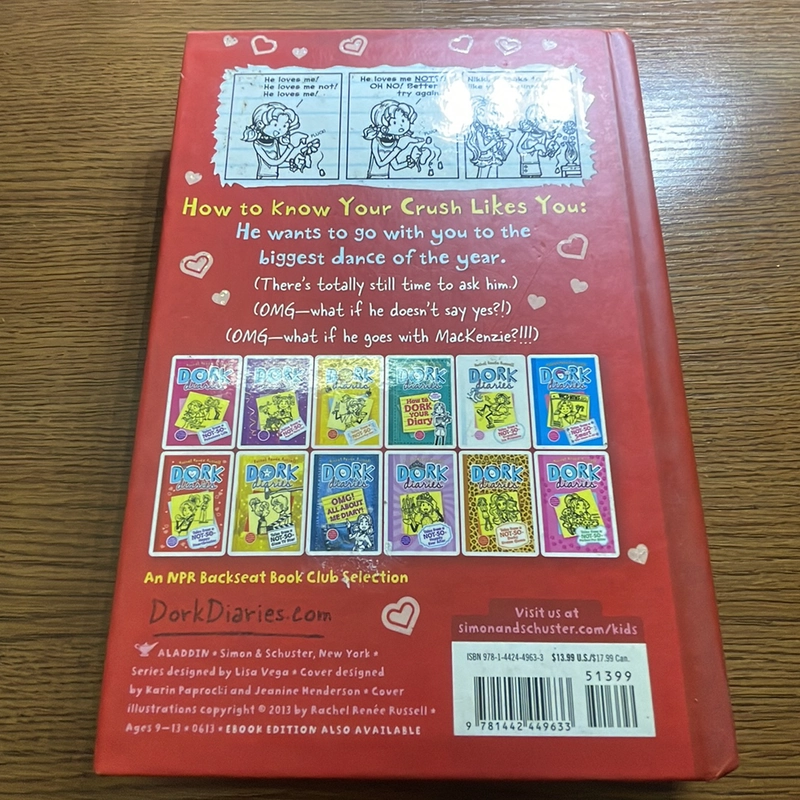 He loves me!
He loves me not!
He loves me!
He loves me NOT?!
OH NO! Better
try again
How to Know Your Crush Likes You:
He wants to go with you to the
biggest dance of the year.
(There's totally still time to ask him.)
(OMG—what if he doesn't say yes?!)
(OMG—what if he goes with MacKenzie?!!!)
DORK diaries
DORK diaries
DORK diaries
DORK diaries
How to
DORK
YOUR
Diary
DORK diaries
DORK diaries
DORK diaries
DORK diaries
DORK diaries
OMG!
ALL ABOUT
ME DIARY!
DORK diaries
DORK diaries
DORK diaries
An NPR Backseat Book Club Selection
DorkDiaries.com
Visit us at
simonandschuster.com/kids
ALADDIN * Simon & Schuster, New York *
Series designed by Lisa Vega * Cover designed
by Karin Paprocki and Jeanine Henderson * Cover
illustrations copyright © 2013 by Rachel Renée Russell *
Ages 9–13 * 0613 * EBOOK EDITION ALSO AVAILABLE
ISBN 978-1-4424-4963-3 $13.99 U.S./$17.99 Can.
51399
9 781442 449633